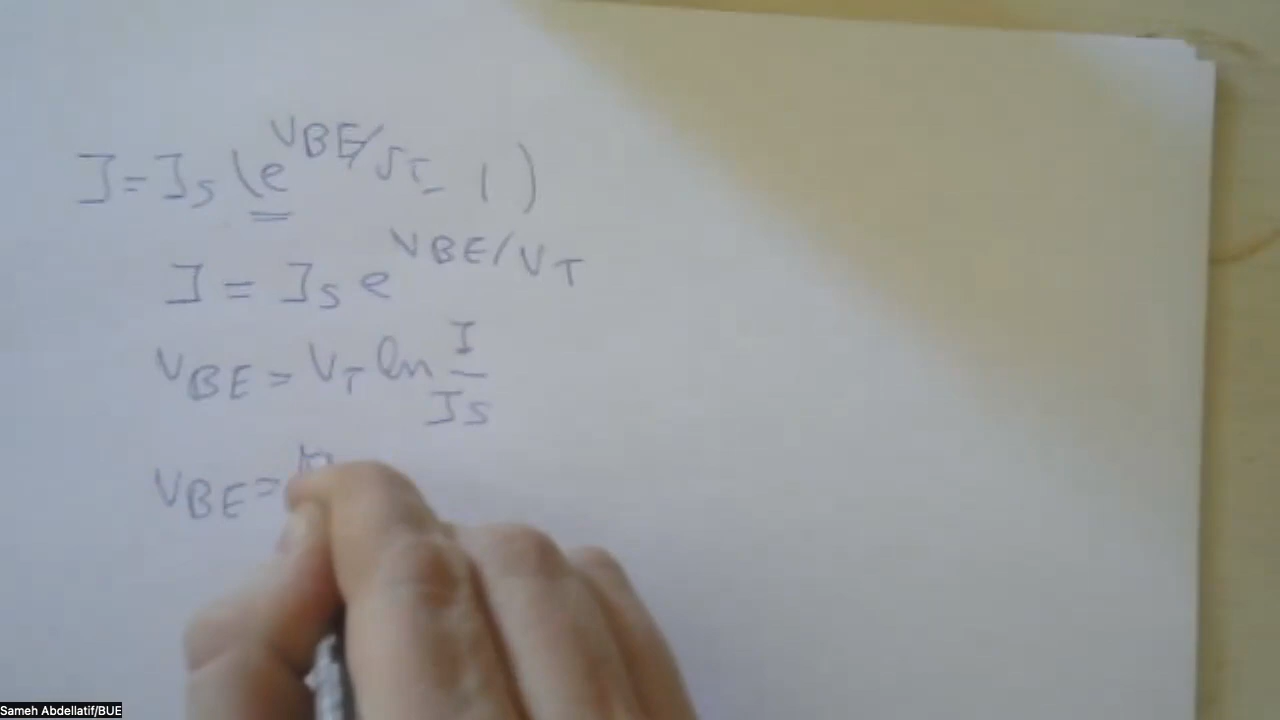 I = Is (e^VBE/VT - 1)
I = Is e^VBE/VT
VBE = VT ln I/Is
VBE =
Sameh Abdellatif/BUE